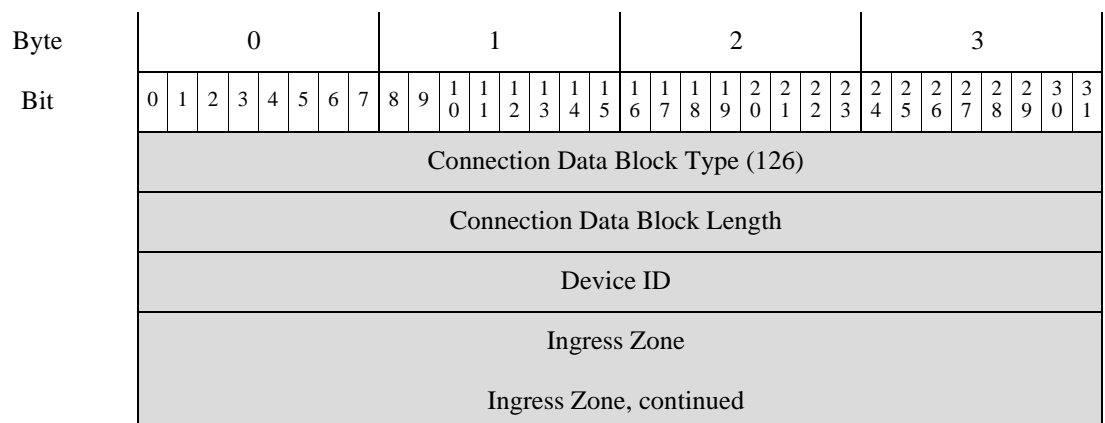 Byte 0 1 2 3
Bit 0 1 2 3 4 5 6 7 8 9 10 11 12 13 14 15 16 17 18 19 20 21 22 23 24 25 26 27 28 29 30 31
Connection Data Block Type (126)
Connection Data Block Length
Device ID
Ingress Zone
Ingress Zone, continued